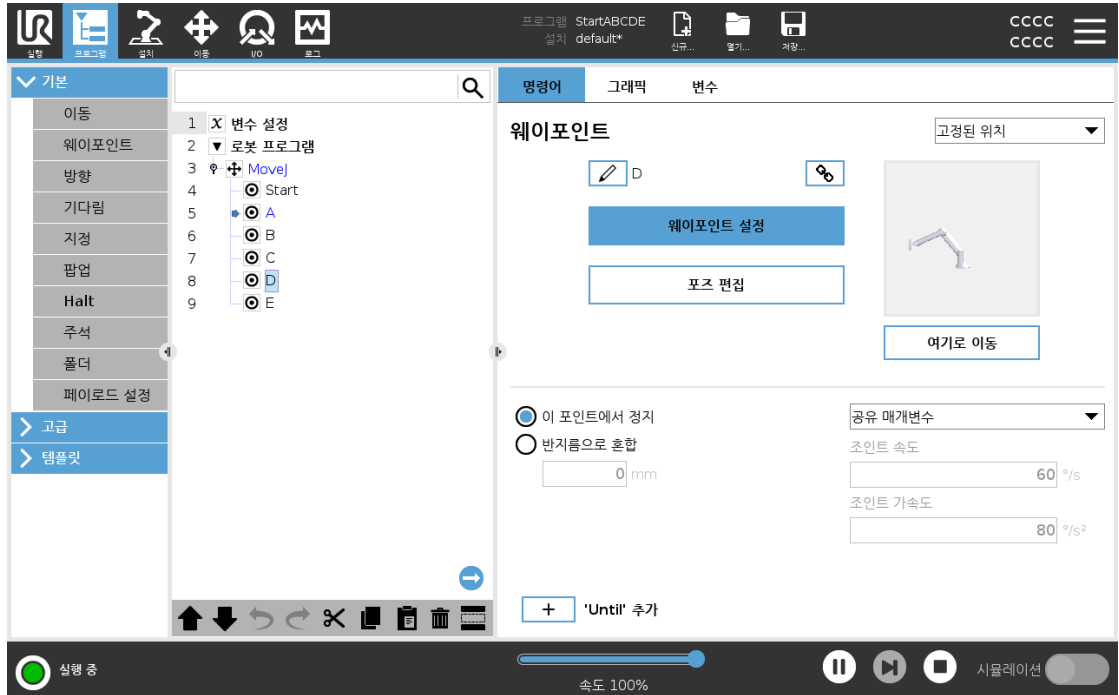 UR
실행
프로그램
설치
이동
I/O
로그
프로그램 StartABCDE
설치 default*
신규...
열기...
저장...
CCCC
CCCC
기본
이동
웨이포인트
방향
기다림
지정
팝업
Halt
주석
폴더
페이로드 설정
고급
템플릿
1 X 변수 설정
2 로봇 프로그램
3 MoveJ
4 Start
5 A
6 B
7 C
8 D
9 E
명령어 그래픽 변수
웨이포인트
고정된 위치
D
웨이포인트 설정
포즈 편집
여기로 이동
이 포인트에서 정지
반지름으로 혼합
0 mm
공유 매개변수
조인트 속도
60 °/s
조인트 가속도
80 °/s²
+ 'Until' 추가
실행 중
속도 100%
시뮬레이션